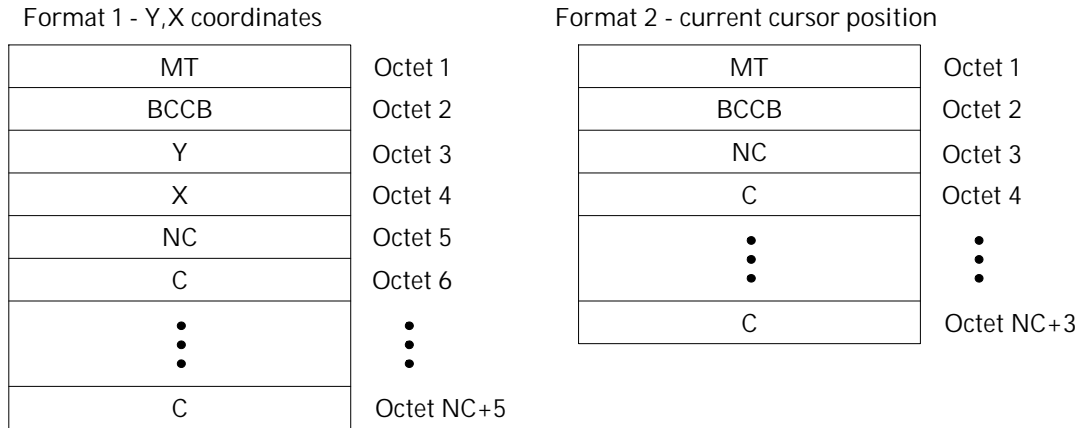 Format 1 - Y,X coordinates
MT Octet 1
BCCB Octet 2
Y Octet 3
X Octet 4
NC Octet 5
C Octet 6
C Octet NC+5
Format 2 - current cursor position
MT Octet 1
BCCB Octet 2
NC Octet 3
C Octet 4
C Octet NC+3